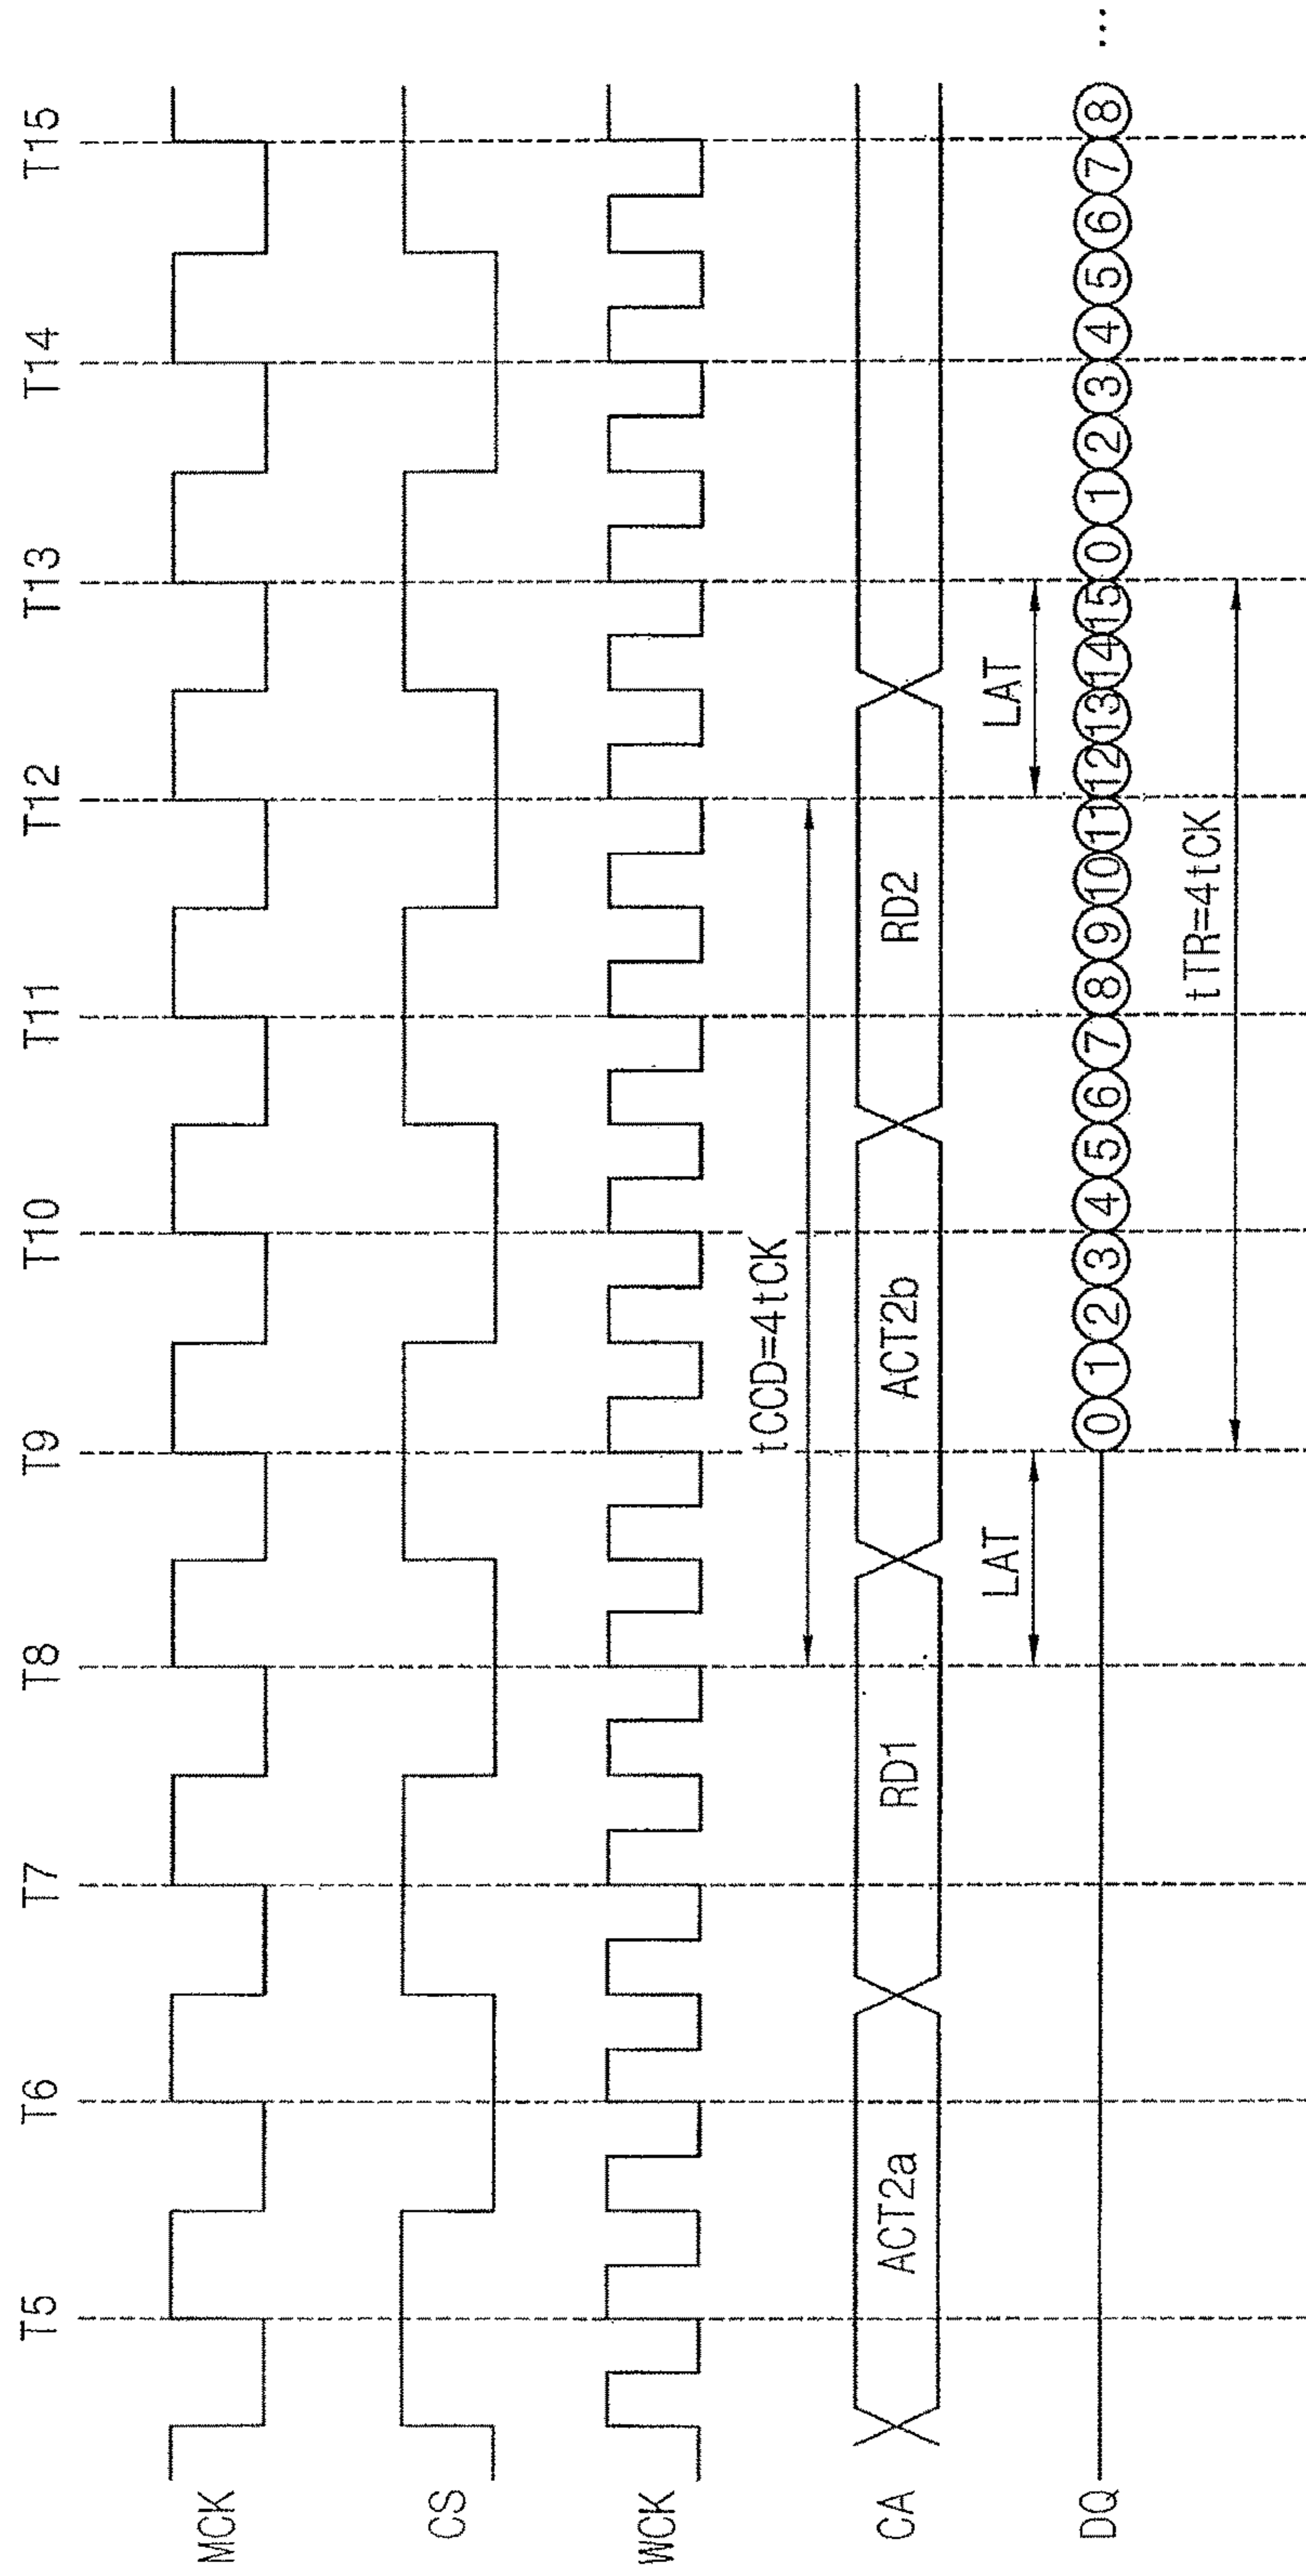 T5 T6 T7 T8 T9 T10 T11 T12 T13 T14 T15
MCK
CS
WCK
tCCD=4tCK
CA ACT2a RD1 ACT2b RD2
LAT LAT
DQ 0 1 2 3 4 5 6 7 8 9 10 11 12 13 14 15 0 1 2 3 4 5 6 7 8 ...
tTR=4tCK